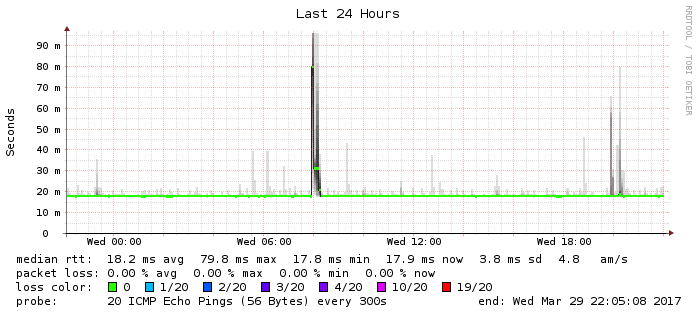 Last 24 Hours
RRDTOOL / TOBI OETIKER
Seconds
90 m
80 m
70 m
60 m
50 m
40 m
30 m
20 m
10 m
0
Wed 00:00 Wed 06:00 Wed 12:00 Wed 18:00
median rtt: 18.2 ms avg 79.8 ms max 17.8 ms min 17.9 ms now 3.8 ms sd 4.8 am/s
packet loss: 0.00 % avg 0.00 % max 0.00 % min 0.00 % now
loss color: 0 1/20 2/20 3/20 4/20 10/20 19/20
probe: 20 ICMP Echo Pings (56 Bytes) every 300s end: Wed Mar 29 22:05:08 2017